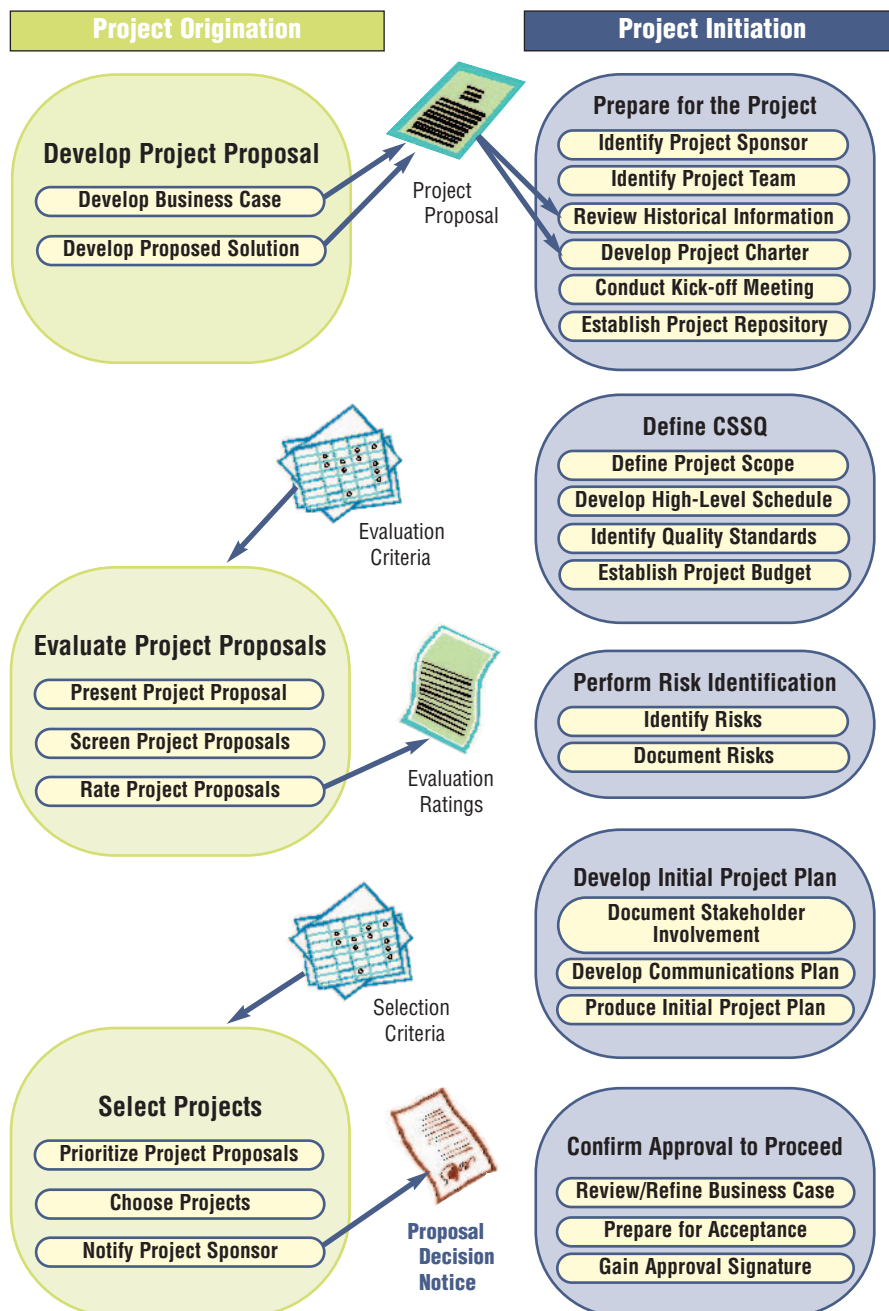 Project Origination
Develop Project Proposal
Develop Business Case
Develop Proposed Solution
Project
Proposal
Evaluation
Criteria
Evaluate Project Proposals
Present Project Proposal
Screen Project Proposals
Rate Project Proposals
Evaluation
Ratings
Selection
Criteria
Select Projects
Prioritize Project Proposals
Choose Projects
Notify Project Sponsor
Proposal
Decision
Notice
Project Initiation
Prepare for the Project
Identify Project Sponsor
Identify Project Team
Review Historical Information
Develop Project Charter
Conduct Kick-off Meeting
Establish Project Repository
Define CSSQ
Define Project Scope
Develop High-Level Schedule
Identify Quality Standards
Establish Project Budget
Perform Risk Identification
Identify Risks
Document Risks
Develop Initial Project Plan
Document Stakeholder
Involvement
Develop Communications Plan
Produce Initial Project Plan
Confirm Approval to Proceed
Review/Refine Business Case
Prepare for Acceptance
Gain Approval Signature